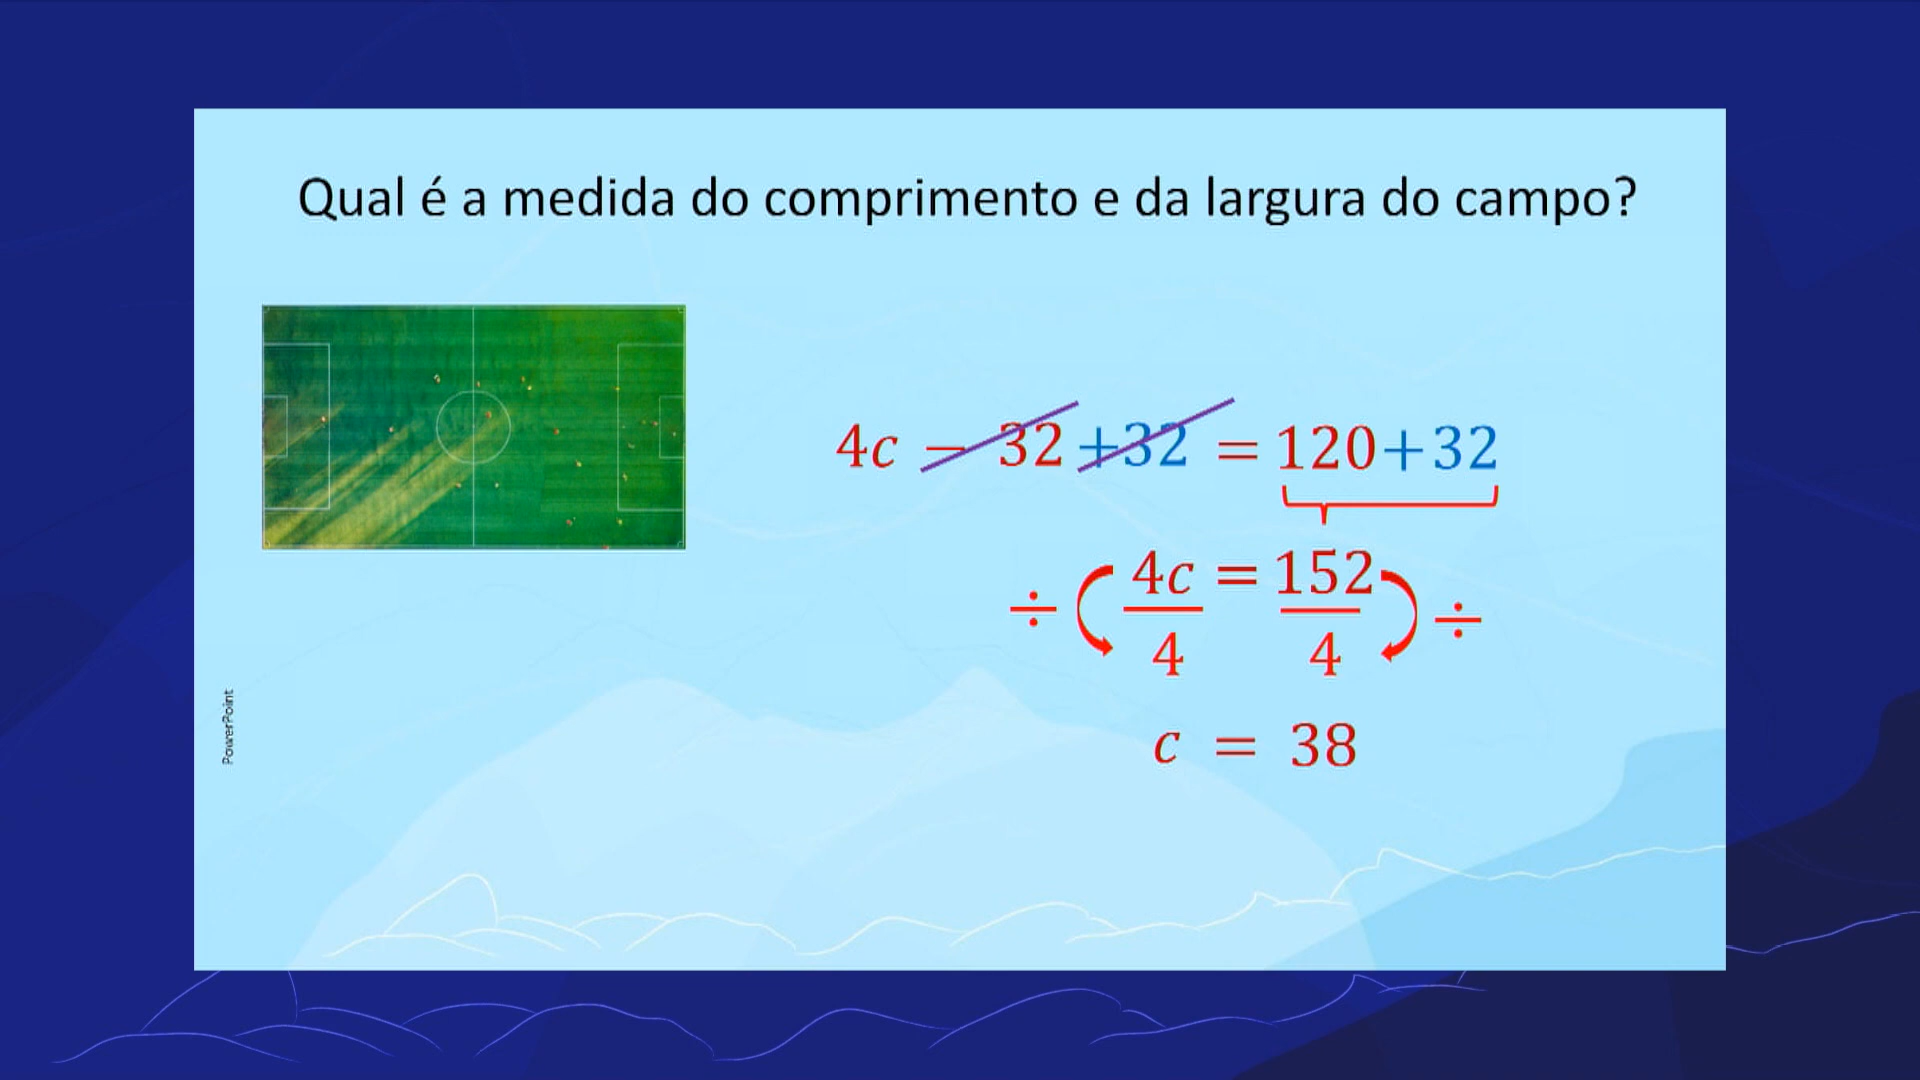 Qual é a medida do comprimento e da largura do campo?
4c − 32 +32 = 120+32
÷ 4c = 152 ÷
4 4
c = 38
PowerPoint